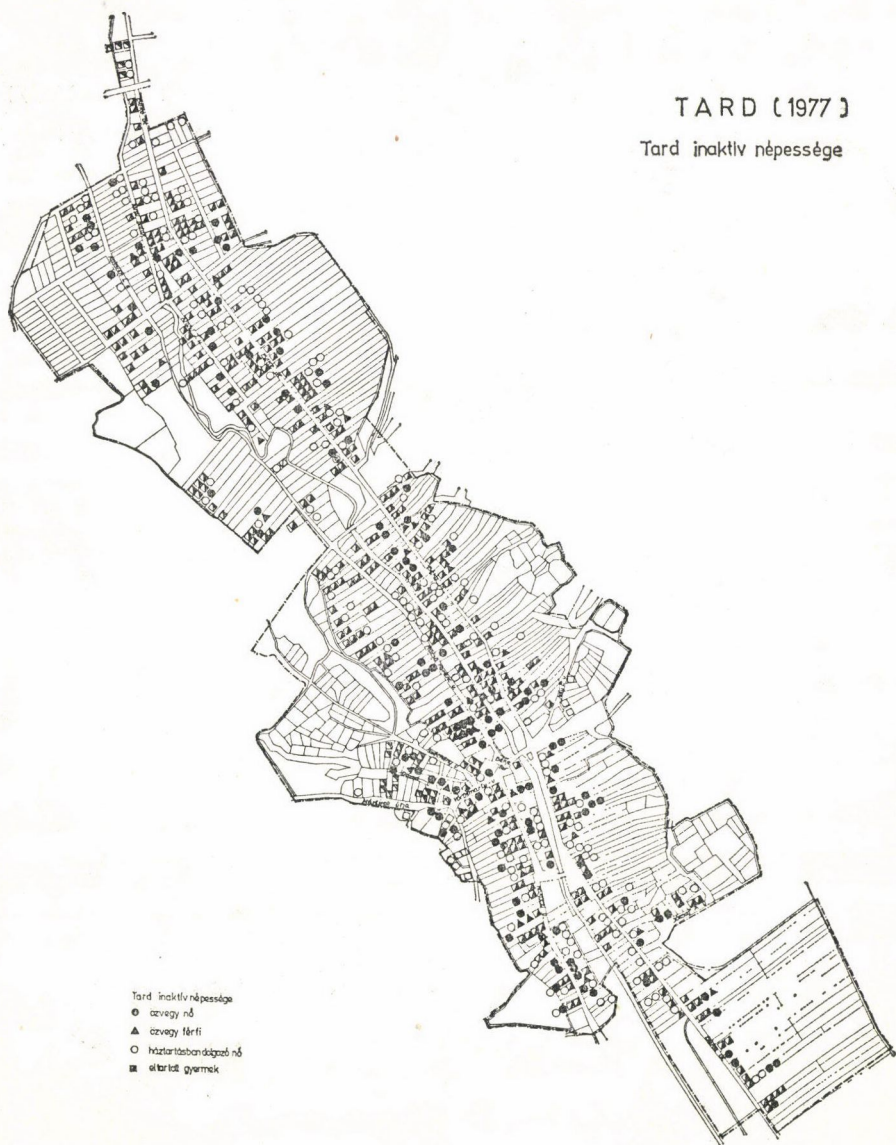 TARD (1977)
Tard inaktív népessége
Tard inaktív népessége
özvegy nő
özvegy férfi
háztartásban dolgozó nő
eltartott gyermek